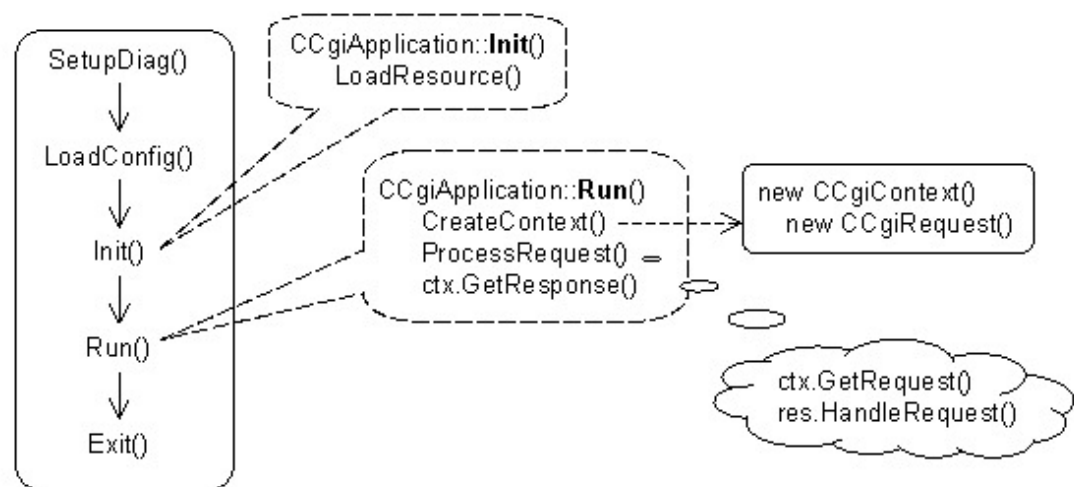 SetupDiag()
LoadConfig()
Init()
Run()
Exit()
CCgiApplication::Init()
LoadResource()
CCgiApplication::Run()
CreateContext()
ProcessRequest()
ctx.GetResponse()
new CCgiContext()
new CCgiRequest()
ctx.GetRequest()
res.HandleRequest()